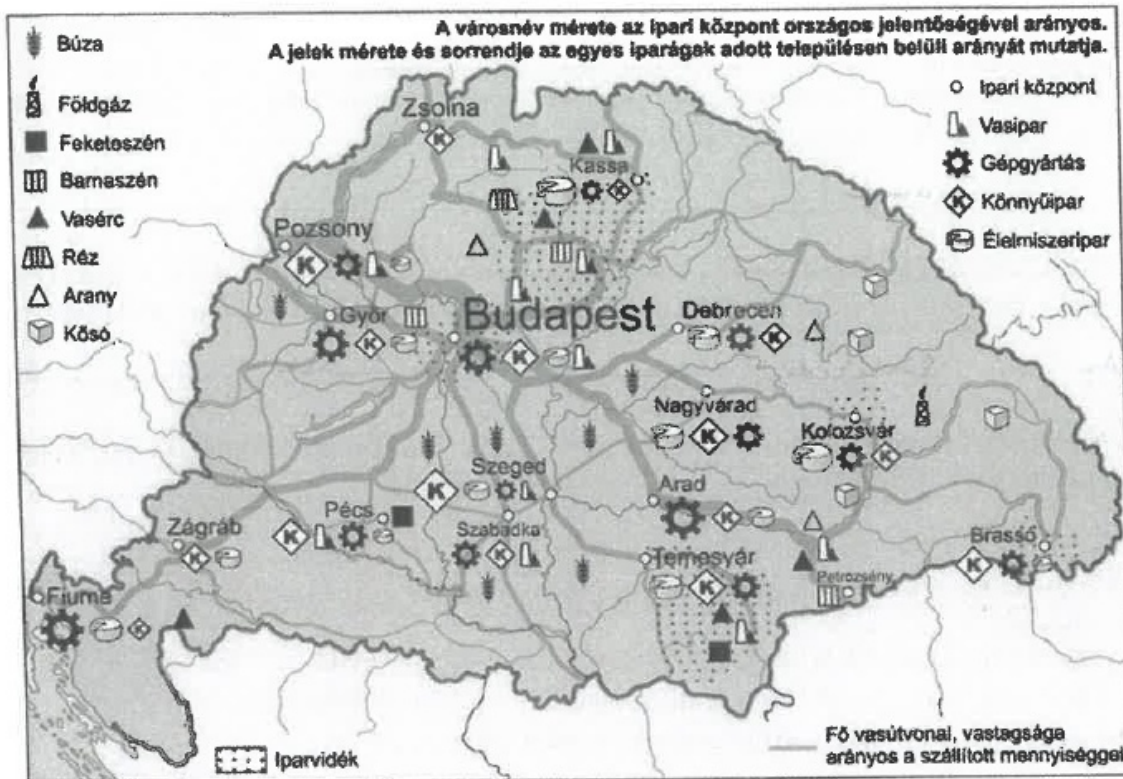 A városnév mérete az ipari központ országos jelentőségével arányos.
A jelek mérete és sorrendje az egyes iparágak adott településen belüli arányát mutatja.
Búza
Földgáz
Feketeszén
Barnaszén
Vasérc
Réz
Arany
Kősó
Ipari központ
Vasipar
Gépgyártás
K Könnyűipar
Élelmiszeripar
Zsolna
K
Kassa
K
Pozsony
K
Győr
K
Budapest
K
Debrecen
K
Nagyvárad
K
Kolozsvár
K
Szeged
K
Arad
K
Pécs
K
Szabadka
K
Zágráb
K
Temesvár
K
Brassó
K
Petrozsény
Fiume
K
Iparvidék
Fő vasútvonal, vastagsága
arányos a szállított mennyiséggel